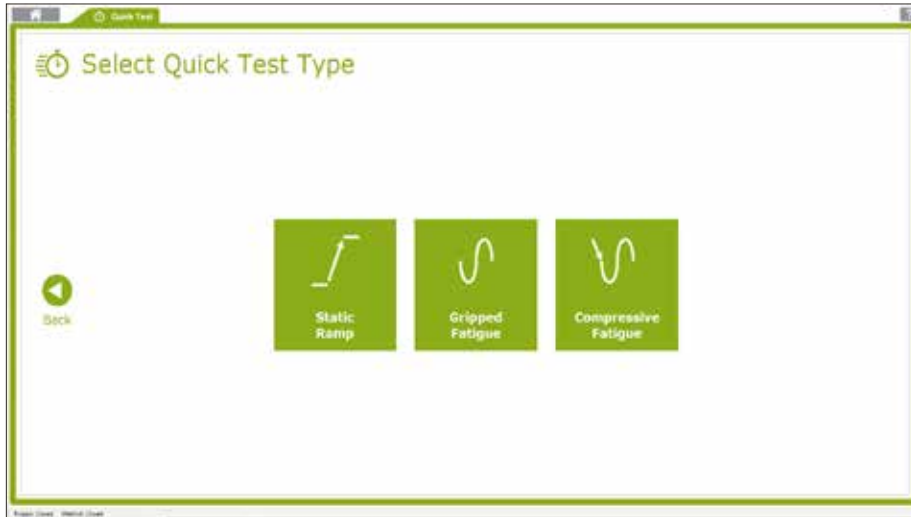 Quick Test
Select Quick Test Type
Static
Ramp
Gripped
Fatigue
Compressive
Fatigue
Back